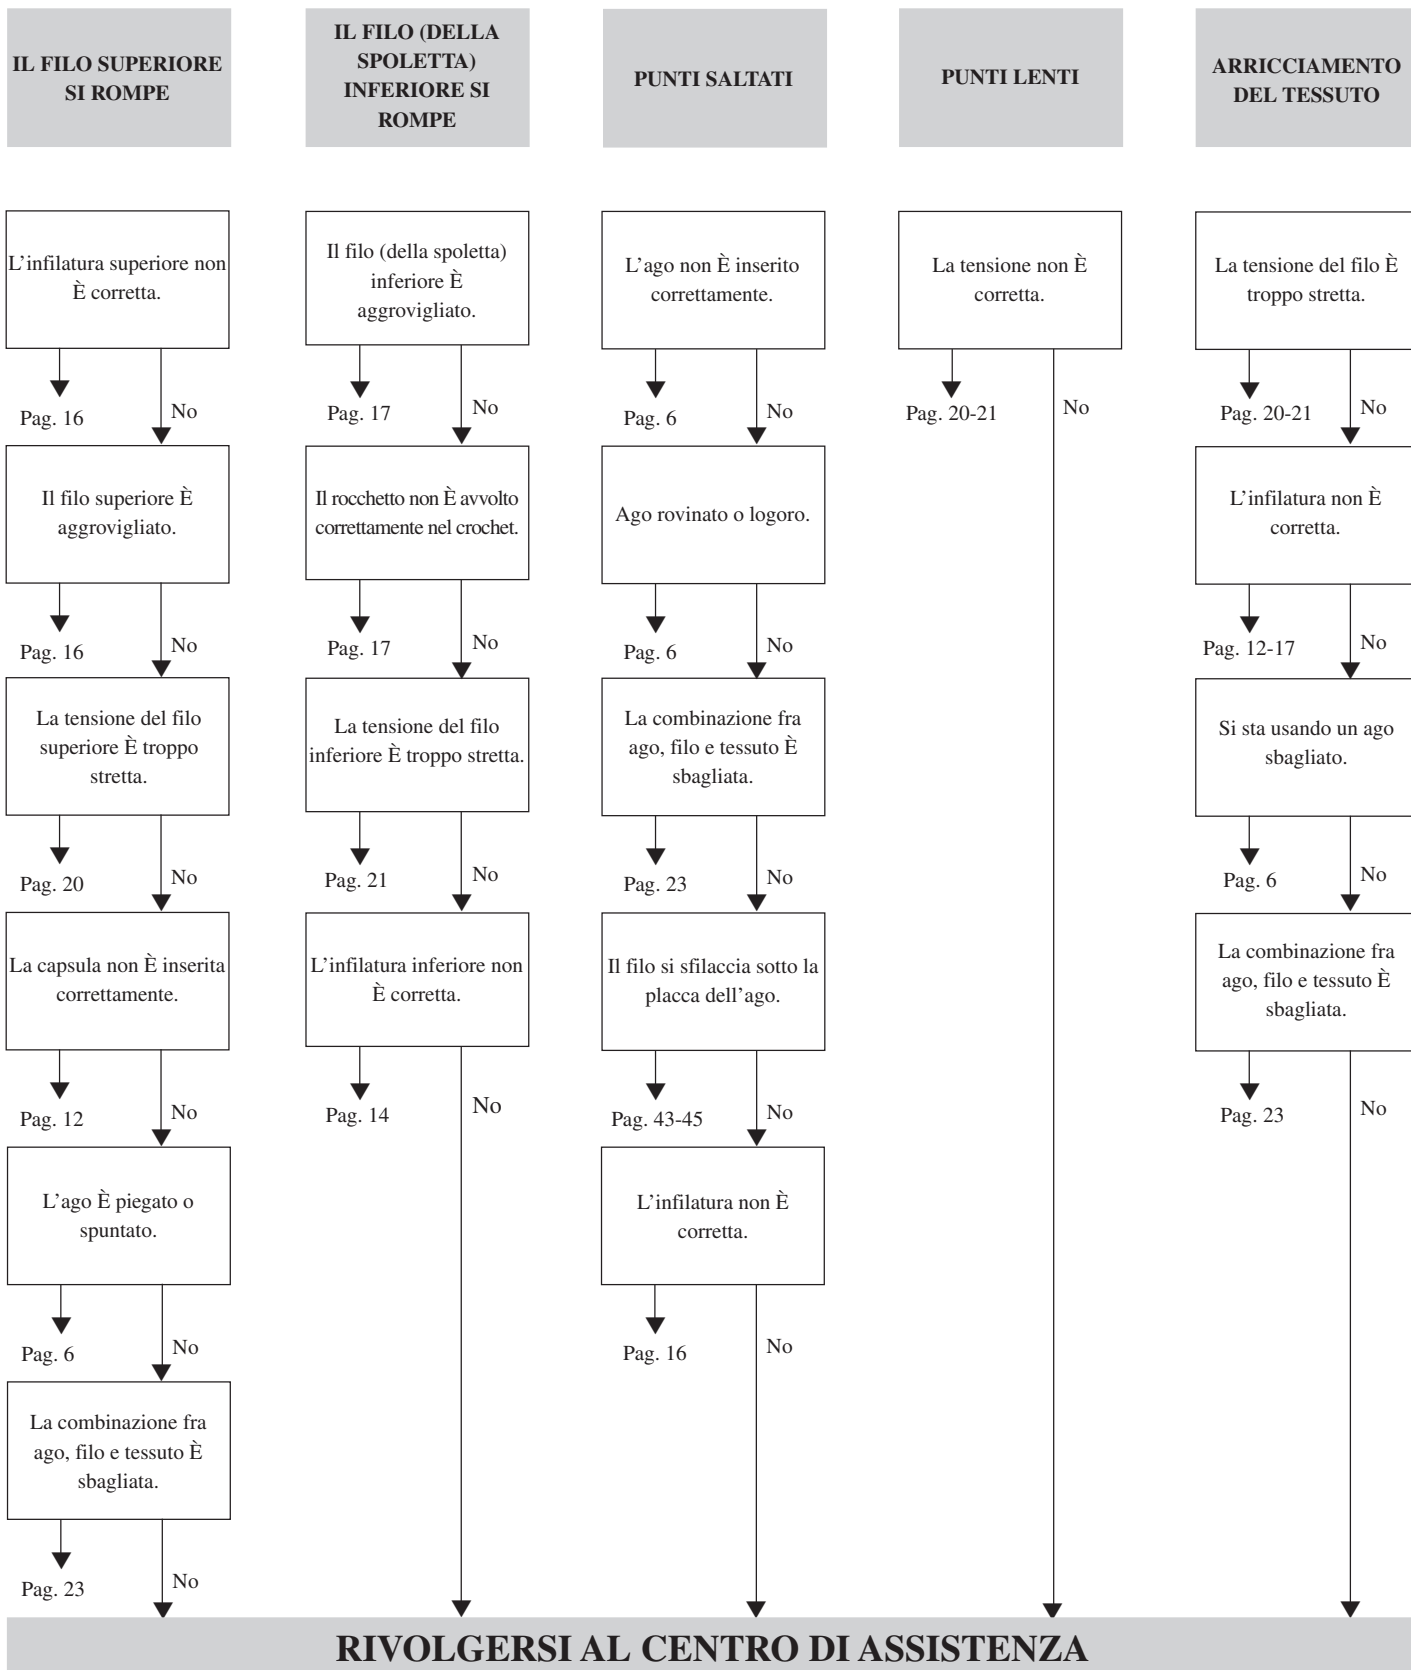 IL FILO SUPERIORE
SI ROMPE
IL FILO (DELLA
SPOLETTA)
INFERIORE SI
ROMPE
PUNTI SALTATI
PUNTI LENTI
ARRICCIAMENTO
DEL TESSUTO
L'infilatura superiore non
È corretta.
Pag. 16
No
Il filo superiore È
aggrovigliato.
Pag. 16
No
La tensione del filo
superiore È troppo
stretta.
Pag. 20
No
La capsula non È inserita
correttamente.
Pag. 12
No
L'ago È piegato o
spuntato.
Pag. 6
No
La combinazione fra
ago, filo e tessuto È
sbagliata.
Pag. 23
No
Il filo (della spoletta)
inferiore È
aggrovigliato.
Pag. 17
No
Il rocchetto non È avvolto
correttamente nel crochet.
Pag. 17
No
La tensione del filo
inferiore È troppo stretta.
Pag. 21
No
L'infilatura inferiore non
È corretta.
Pag. 14
No
L'ago non È inserito
correttamente.
Pag. 6
No
Ago rovinato o logoro.
Pag. 6
No
La combinazione fra
ago, filo e tessuto È
sbagliata.
Pag. 23
No
Il filo si sfilaccia sotto la
placca dell'ago.
Pag. 43-45
No
L'infilatura non È
corretta.
Pag. 16
No
La tensione non È
corretta.
Pag. 20-21
No
La tensione del filo È
troppo stretta.
Pag. 20-21
No
L'infilatura non È
corretta.
Pag. 12-17
No
Si sta usando un ago
sbagliato.
Pag. 6
No
La combinazione fra
ago, filo e tessuto È
sbagliata.
Pag. 23
No
RIVOLGERSI AL CENTRO DI ASSISTENZA